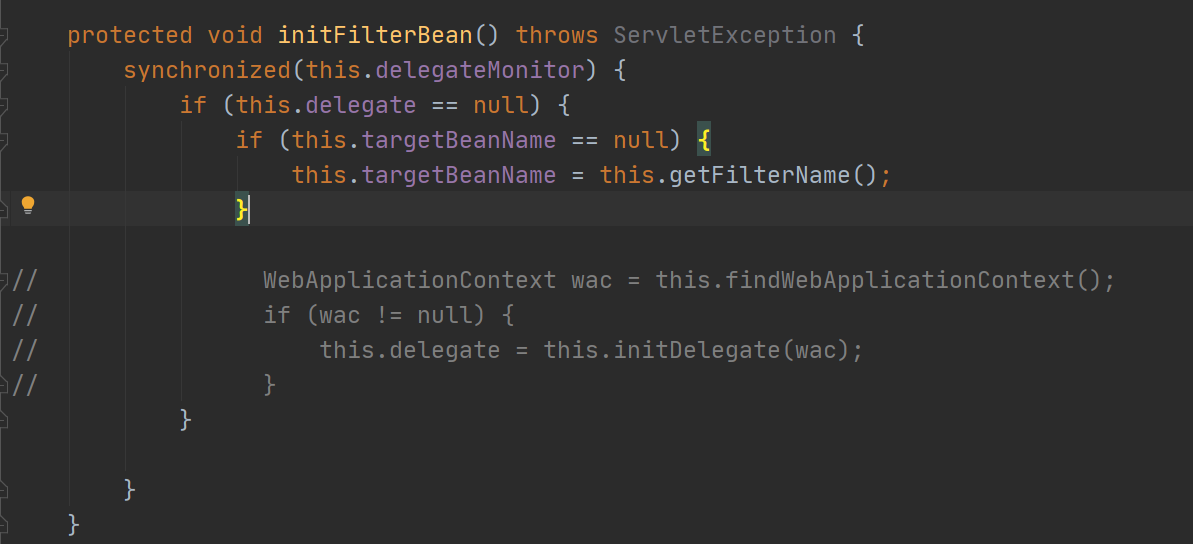 protected void initFilterBean() throws ServletException {
    synchronized(this.delegateMonitor) {
        if (this.delegate == null) {
            if (this.targetBeanName == null) {
                this.targetBeanName = this.getFilterName();
            }
//                WebApplicationContext wac = this.findWebApplicationContext();
//                if (wac != null) {
//                    this.delegate = this.initDelegate(wac);
//                }
        }
    }
}